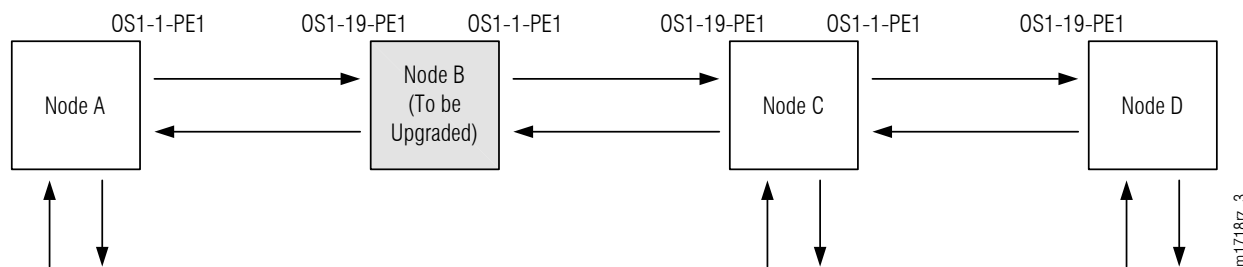 OS1-1-PE1 OS1-19-PE1 OS1-1-PE1 OS1-19-PE1 OS1-1-PE1 OS1-19-PE1
Node A
Node B
(To be
Upgraded)
Node C
Node D